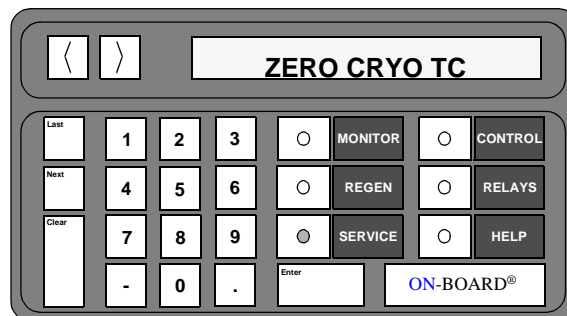 〈 〉 ZERO CRYO TC
Last 1 2 3 MONITOR CONTROL
Next 4 5 6 REGEN RELAYS
Clear 7 8 9 SERVICE HELP
- 0 . Enter ON-BOARD®